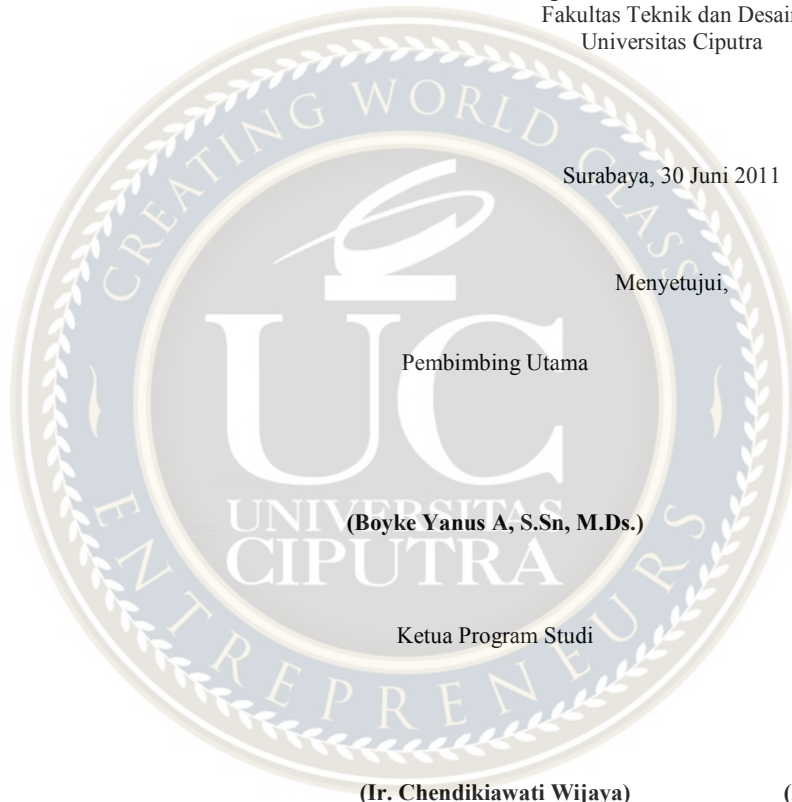 Fakultas Teknik dan Desain
Universitas Ciputra
CREATING WORLD CLASS
Surabaya, 30 Juni 2011
Menyetujui,
Pembimbing Utama
UC
UNIVERSITAS
CIPUTRA
(Boyke Yanus A, S.Sn, M.Ds.)
Ketua Program Studi
ENTREPRENEURS
(Ir. Chendikiawati Wijaya)
(